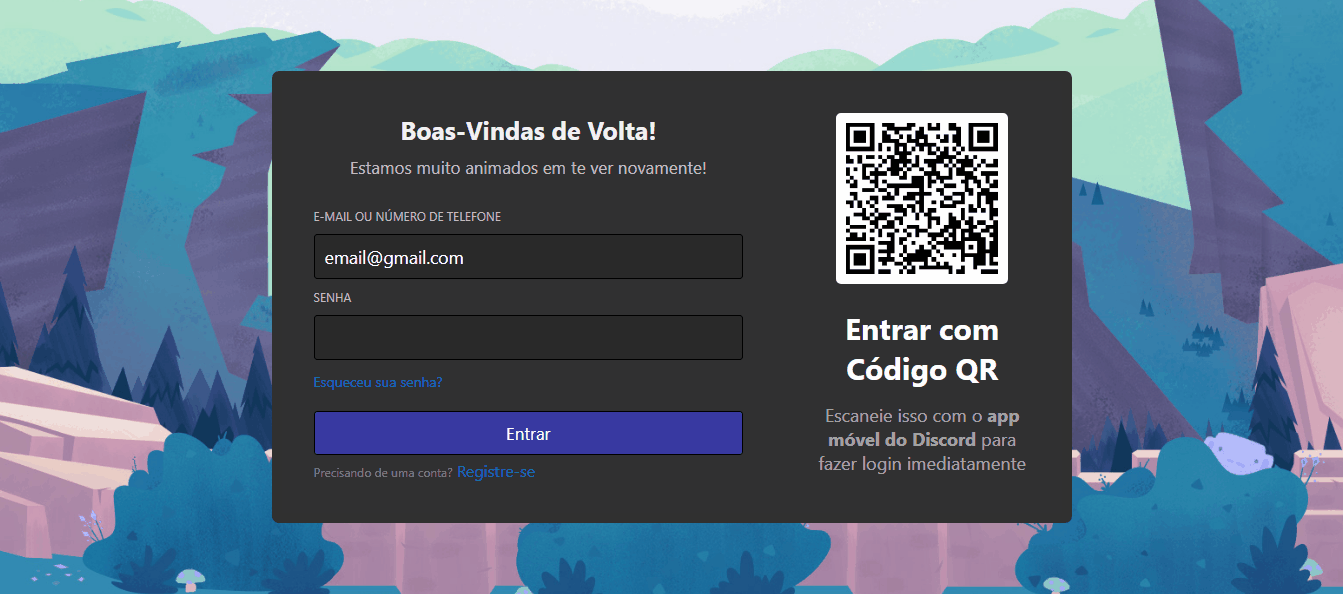 Boas-Vindas de Volta!
Estamos muito animados em te ver novamente!
E-MAIL OU NÚMERO DE TELEFONE
email@gmail.com
SENHA
Esqueceu sua senha?
Entrar
Precisando de uma conta? Registre-se
Entrar com
Código QR
Escaneie isso com o app
móvel do Discord para
fazer login imediatamente